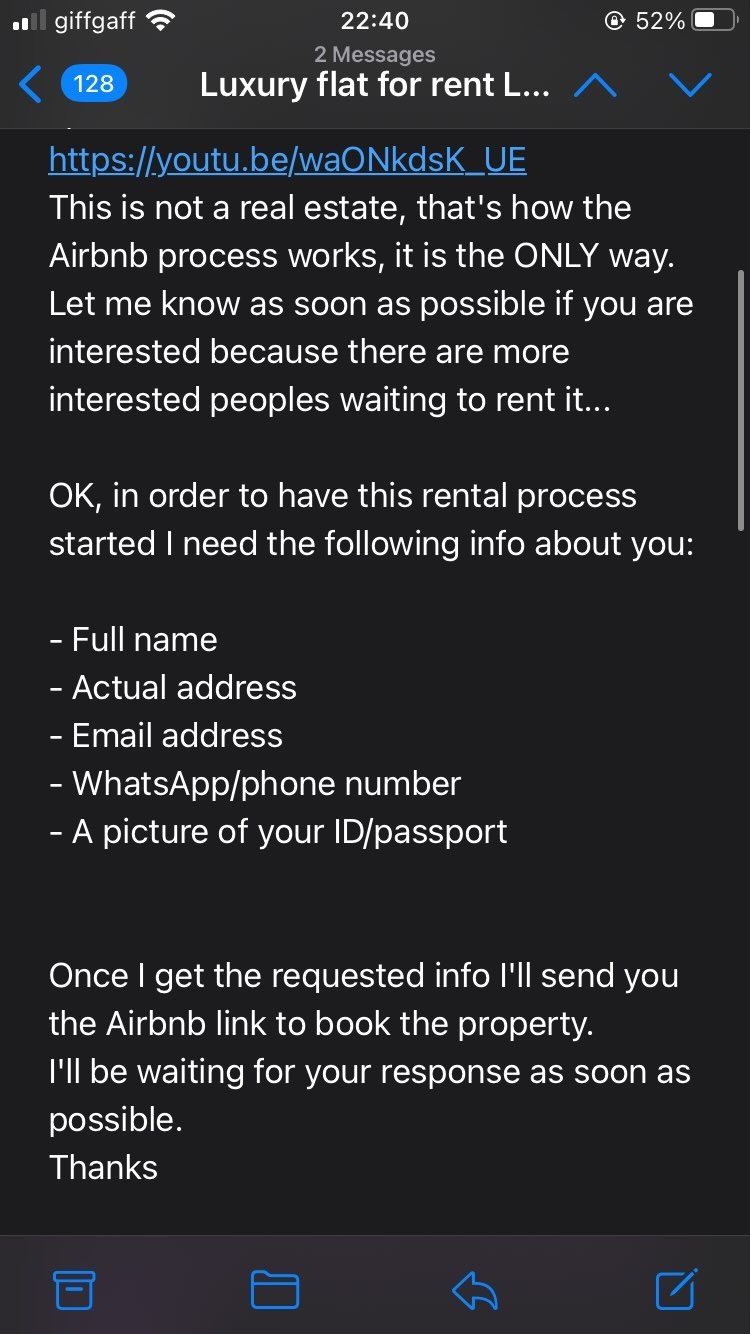 giffgaff 22:40 52%
2 Messages
128 Luxury flat for rent L...
https://youtu.be/waONkdsK_UE
This is not a real estate, that's how the
Airbnb process works, it is the ONLY way.
Let me know as soon as possible if you are
interested because there are more
interested peoples waiting to rent it...
OK, in order to have this rental process
started I need the following info about you:
- Full name
- Actual address
- Email address
- WhatsApp/phone number
- A picture of your ID/passport
Once I get the requested info I'll send you
the Airbnb link to book the property.
I'll be waiting for your response as soon as
possible.
Thanks